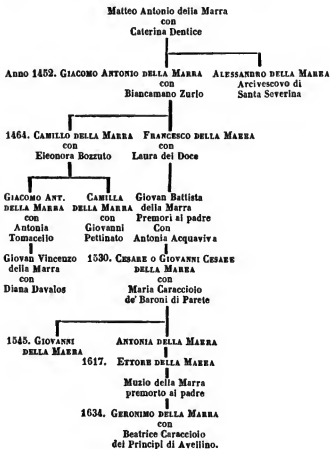 Matteo Antonio della Marra
con
Caterina Dentice
Anno 1452. GIACOMO ANTONIO DELLA MARRA
con
Biancamano Zurlo
ALESSANDRO DELLA MARRA
Arcivescovo di
Santa Severina
1464. CAMILLO DELLA MARRA
con
Eleonora Bozzuto
FRANCESCO DELLA MARRA
con
Laura dei Doce
GIACOMO ANT.
DELLA MARRA
con
Antonia
Tomacello
CAMILLA
DELLA MARRA
con
Giovanni
Pettinato
Giovan Battista
della Marra
Premorì al padre
Con
Antonia Acquaviva
Giovan Vincenzo
della Marra
con
Diana Davalos
1530. CESARE O GIOVANNI CESARE
DELLA MARRA
con
Maria Caracciolo
de' Baroni di Parete
1545. GIOVANNI
DELLA MARRA
ANTONIA DELLA MARRA
1617. ETTORE DELLA MARRA
Muzio della Marra
premorto al padre
1634. GERONIMO DELLA MARRA
con
Beatrice Caracciolo
dei Principi di Avellino.